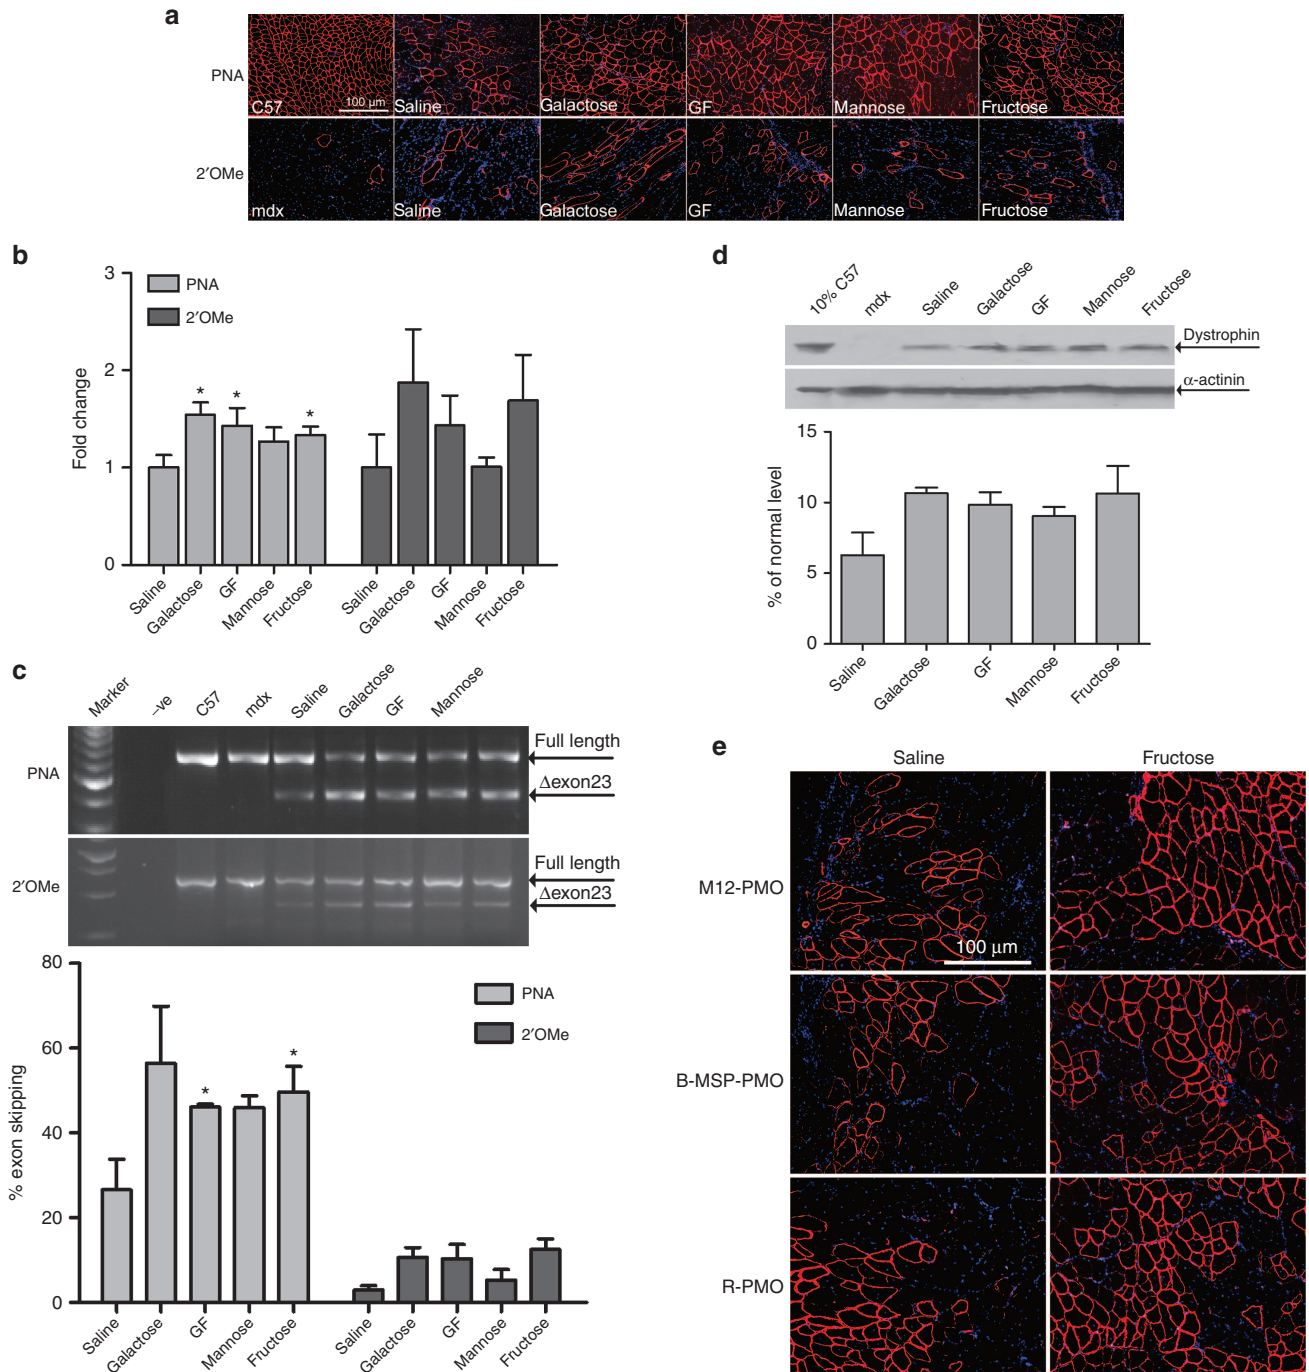 a
PNA
C57
100 µm
Saline
Galactose
GF
Mannose
Fructose
2′OMe
mdx
Saline
Galactose
GF
Mannose
Fructose
b
Fold change
3
2
1
0
PNA
2′OMe
* * *
Saline
Galactose
GF
Mannose
Fructose
Saline
Galactose
GF
Mannose
Fructose
c
Marker
–ve
C57
mdx
Saline
Galactose
GF
Mannose
PNA
Full length
Δexon23
2′OMe
Full length
Δexon23
% exon skipping
80
60
40
20
0
PNA
2′OMe
* *
Saline
Galactose
GF
Mannose
Fructose
Saline
Galactose
GF
Mannose
Fructose
d
10% C57
mdx
Saline
Galactose
GF
Mannose
Fructose
Dystrophin
α-actinin
% of normal level
15
10
5
0
Saline
Galactose
GF
Mannose
Fructose
e
Saline
Fructose
M12-PMO
100 µm
B-MSP-PMO
R-PMO